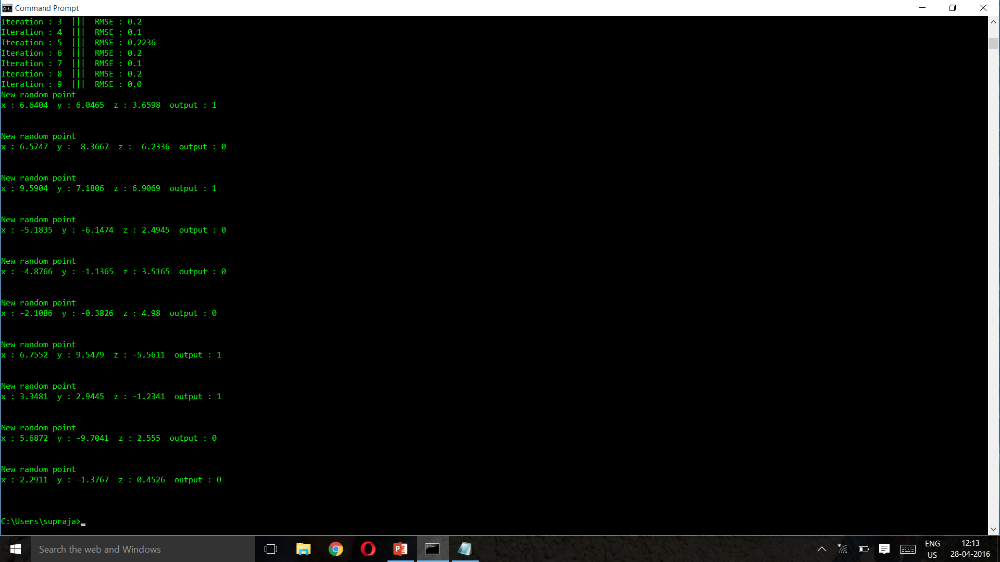 Command Prompt
Iteration : 3  |||  RMSE : 0.2
Iteration : 4  |||  RMSE : 0.1
Iteration : 5  |||  RMSE : 0.2236
Iteration : 6  |||  RMSE : 0.2
Iteration : 7  |||  RMSE : 0.1
Iteration : 8  |||  RMSE : 0.2
Iteration : 9  |||  RMSE : 0.0
New random point
x : 6.6404  y : 6.0465  z : 3.6598  output : 1
New random point
x : 6.5747  y : -8.3667  z : -6.2336  output : 0
New random point
x : 9.5904  y : 7.1806  z : 6.9069  output : 1
New random point
x : -5.1835  y : -6.1474  z : 2.4945  output : 0
New random point
x : -4.8766  y : -1.1365  z : 3.5165  output : 0
New random point
x : -2.1086  y : -0.3826  z : 4.98  output : 0
New random point
x : 6.7552  y : 9.5479  z : -5.5611  output : 1
New random point
x : 3.3481  y : 2.9445  z : -1.2341  output : 1
New random point
x : 5.6872  y : -9.7041  z : 2.555  output : 0
New random point
x : 2.2911  y : -1.3767  z : 0.4526  output : 0
C:\Users\supraja>
Search the web and Windows
ENG
US
12:13
28-04-2016